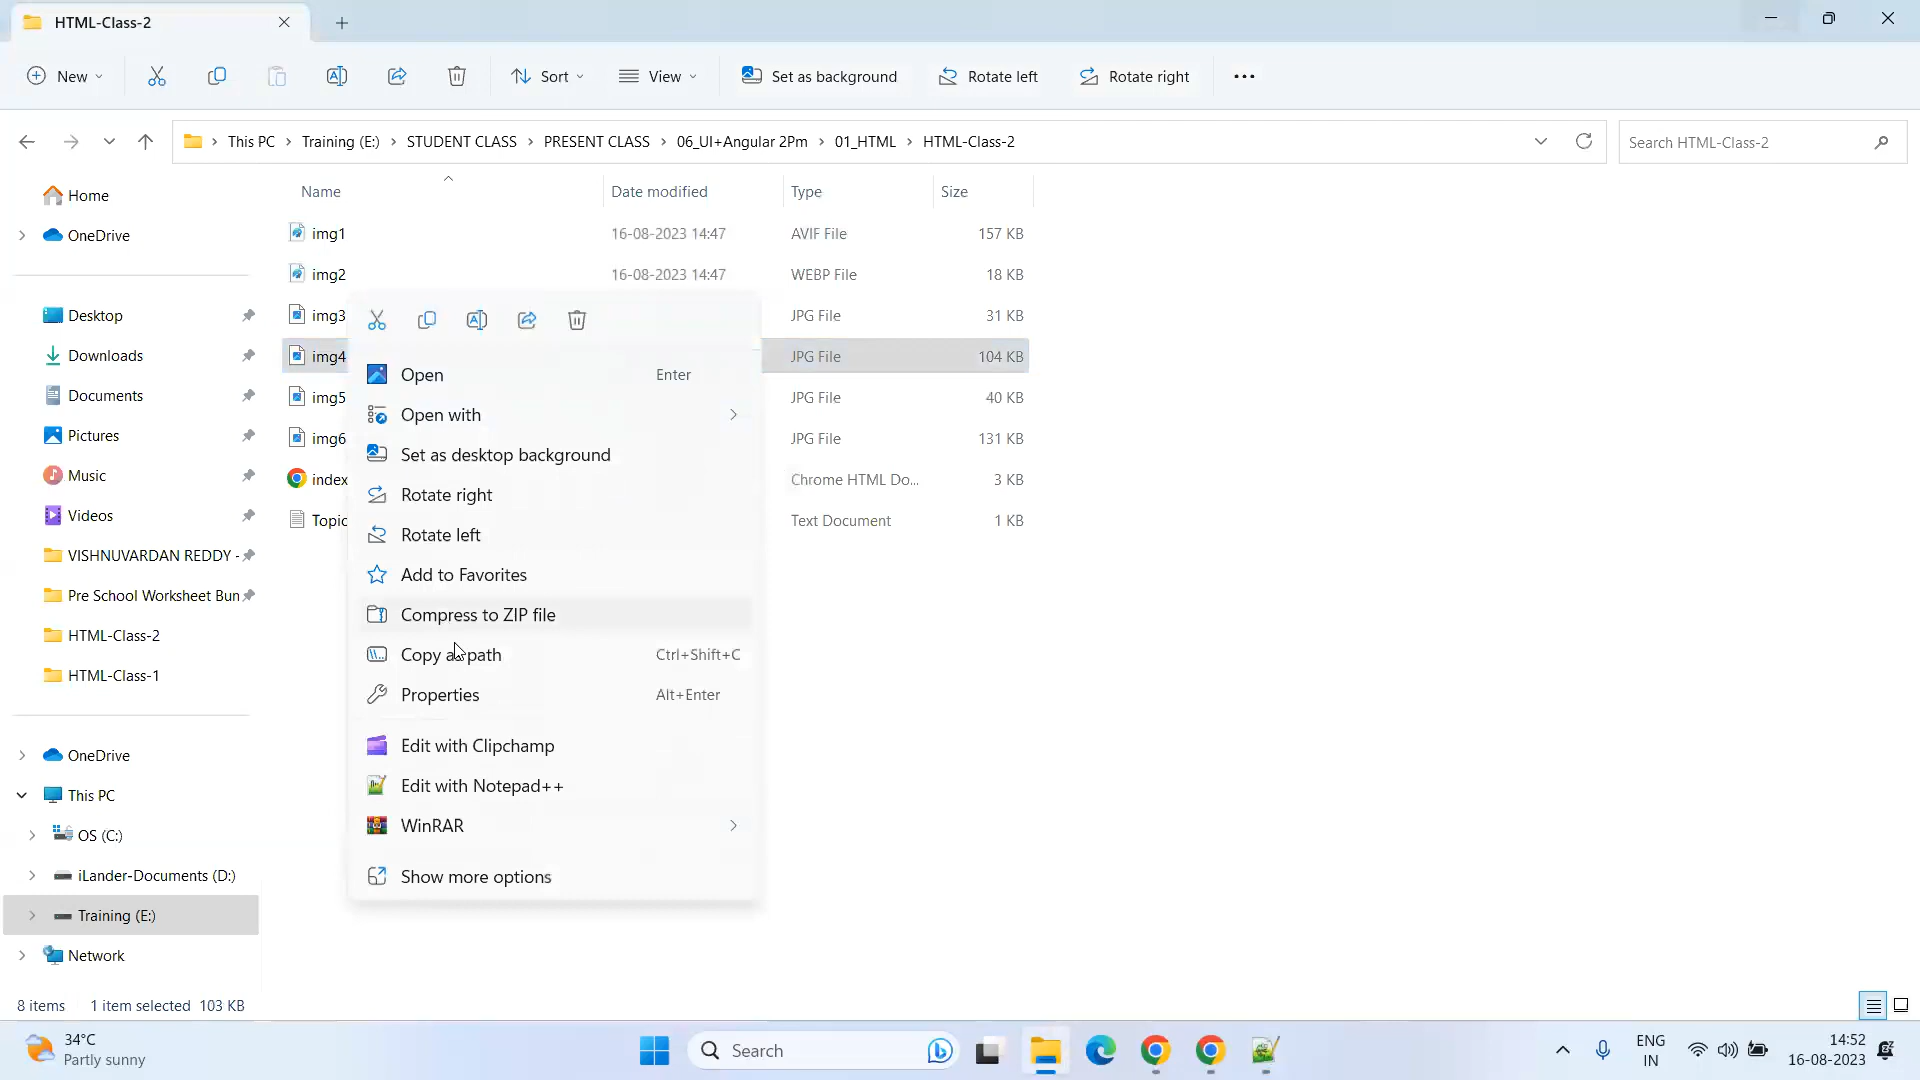 HTML-Class-2
New
Sort
View
Set as background
Rotate left
Rotate right
This PC > Training (E:) > STUDENT CLASS > PRESENT CLASS > 06_UI+Angular 2Pm > 01_HTML > HTML-Class-2
Search HTML-Class-2
Name Date modified Type Size
img1 16-08-2023 14:47 AVIF File 157 KB
img2 16-08-2023 14:47 WEBP File 18 KB
img3 JPG File 31 KB
img4 JPG File 104 KB
img5 JPG File 40 KB
img6 JPG File 131 KB
index Chrome HTML Do... 3 KB
Topic Text Document 1 KB
Home
OneDrive
Desktop
Downloads
Documents
Pictures
Music
Videos
VISHNUVARDAN REDDY -
Pre School Worksheet Bun
HTML-Class-2
HTML-Class-1
OneDrive
This PC
OS (C:)
iLander-Documents (D:)
Training (E:)
Network
Open Enter
Open with
Set as desktop background
Rotate right
Rotate left
Add to Favorites
Compress to ZIP file
Copy as path Ctrl+Shift+C
Properties Alt+Enter
Edit with Clipchamp
Edit with Notepad++
WinRAR
Show more options
8 items 1 item selected 103 KB
34°C
Partly sunny
Search
ENG
IN
14:52
16-08-2023